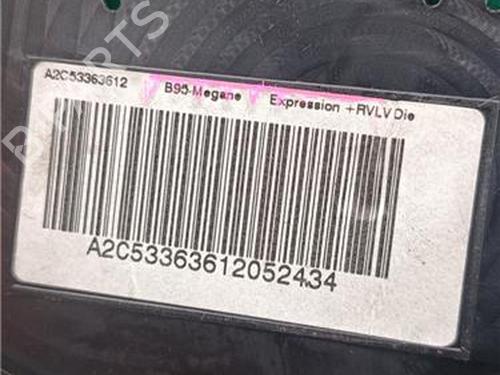 A2C53363612 B95-Megane Expression +RVLV Die
A2C53363612052434